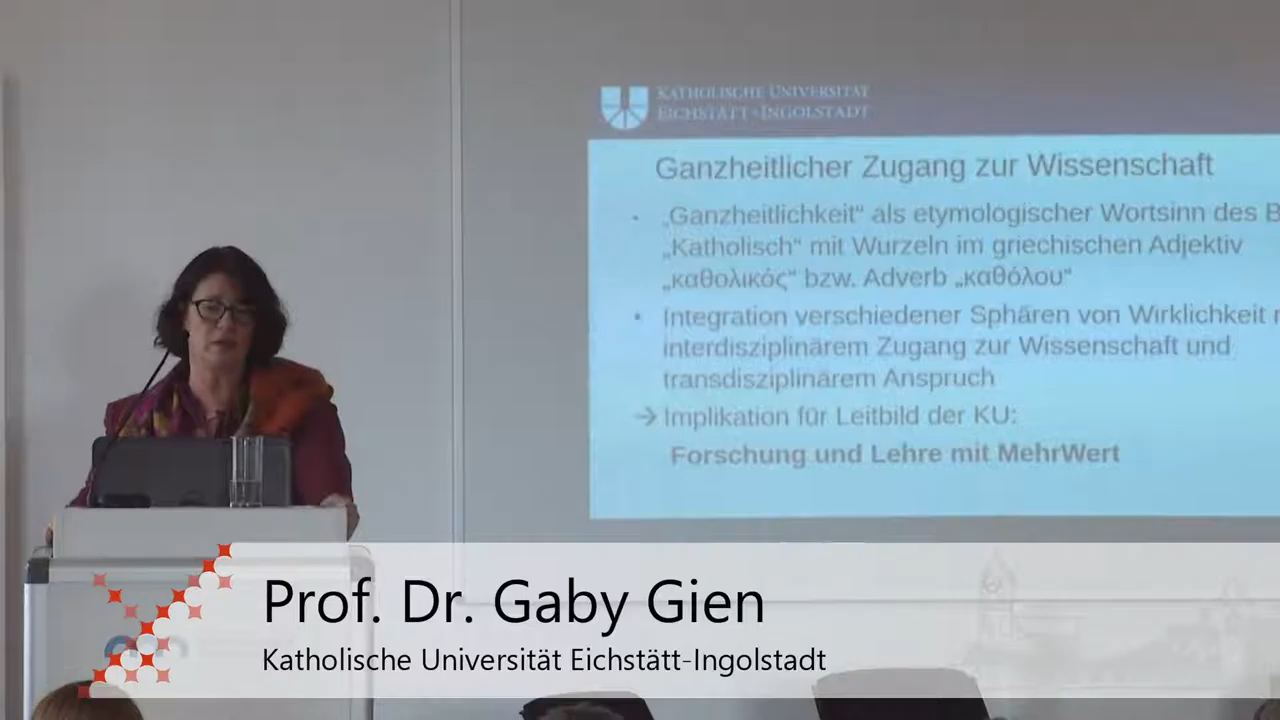 KATHOLISCHE UNIVERSITÄT
EICHSTÄTT-INGOLSTADT
Ganzheitlicher Zugang zur Wissenschaft
• „Ganzheitlichkeit“ als etymologischer Wortsinn des B
„Katholisch“ mit Wurzeln im griechischen Adjektiv
„καθολικός“ bzw. Adverb „καθόλου“
• Integration verschiedener Sphären von Wirklichkeit
interdisziplinärem Zugang zur Wissenschaft und
transdisziplinärem Anspruch
→ Implikation für Leitbild der KU:
Forschung und Lehre mit MehrWert
Prof. Dr. Gaby Gien
Katholische Universität Eichstätt-Ingolstadt